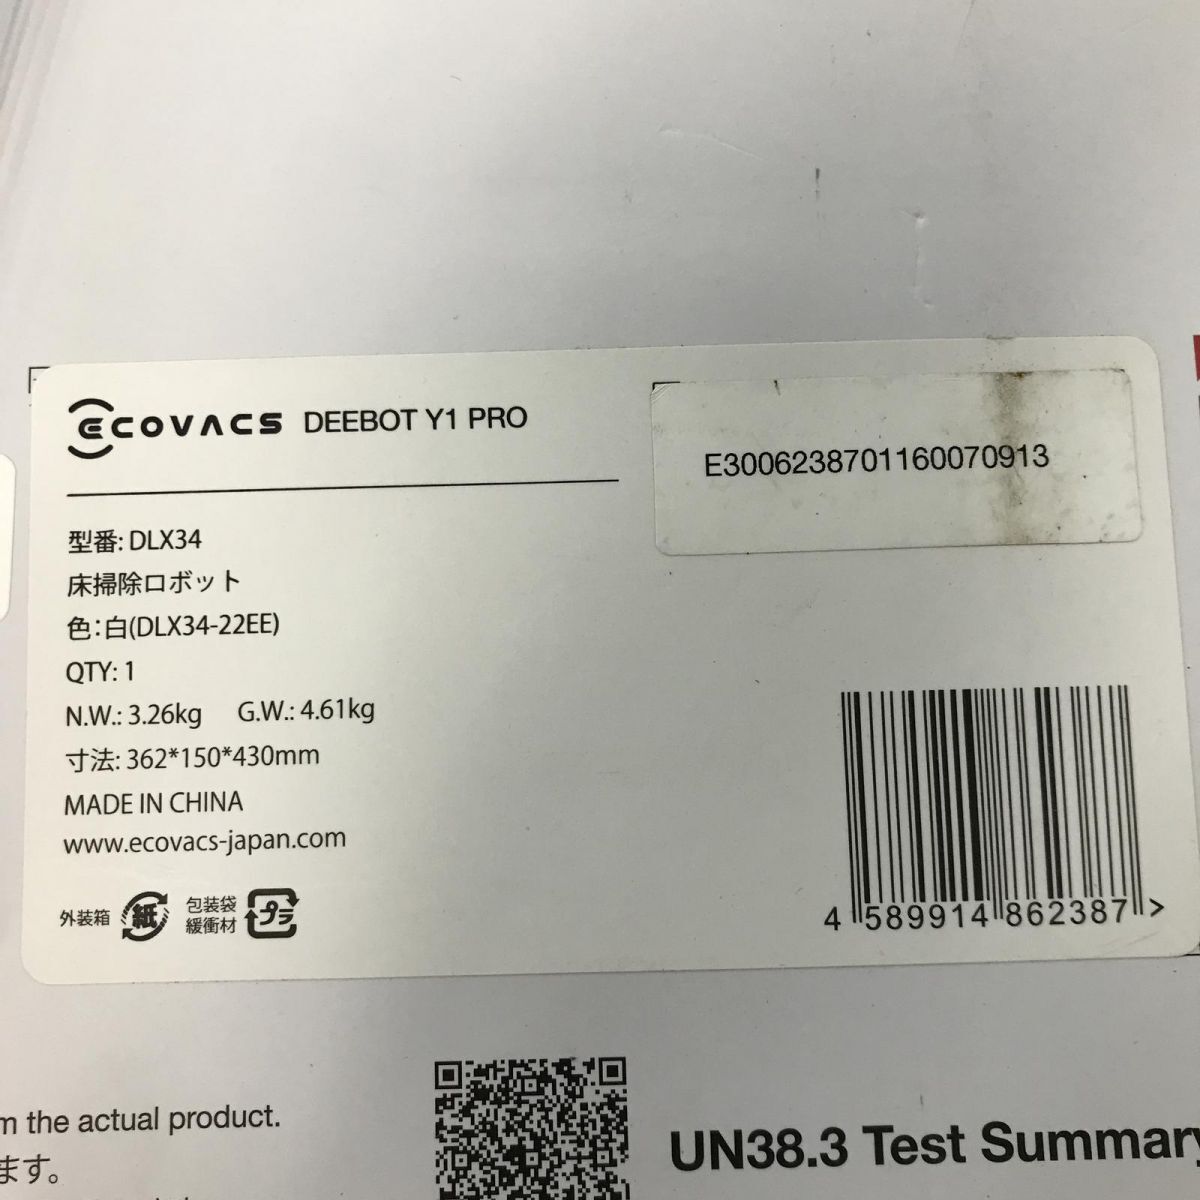 ECOVACS DEEBOT Y1 PRO
E3006238701160070913
型番: DLX34
床掃除ロボット
色:白(DLX34-22EE)
QTY: 1
N.W.: 3.26kg G.W.: 4.61kg
寸法: 362*150*430mm
MADE IN CHINA
www.ecovacs-japan.com
外装箱 紙 包装袋 緩衝材 プラ
4 589914 862387 >
the actual product.
ます。
UN38.3 Test Summary